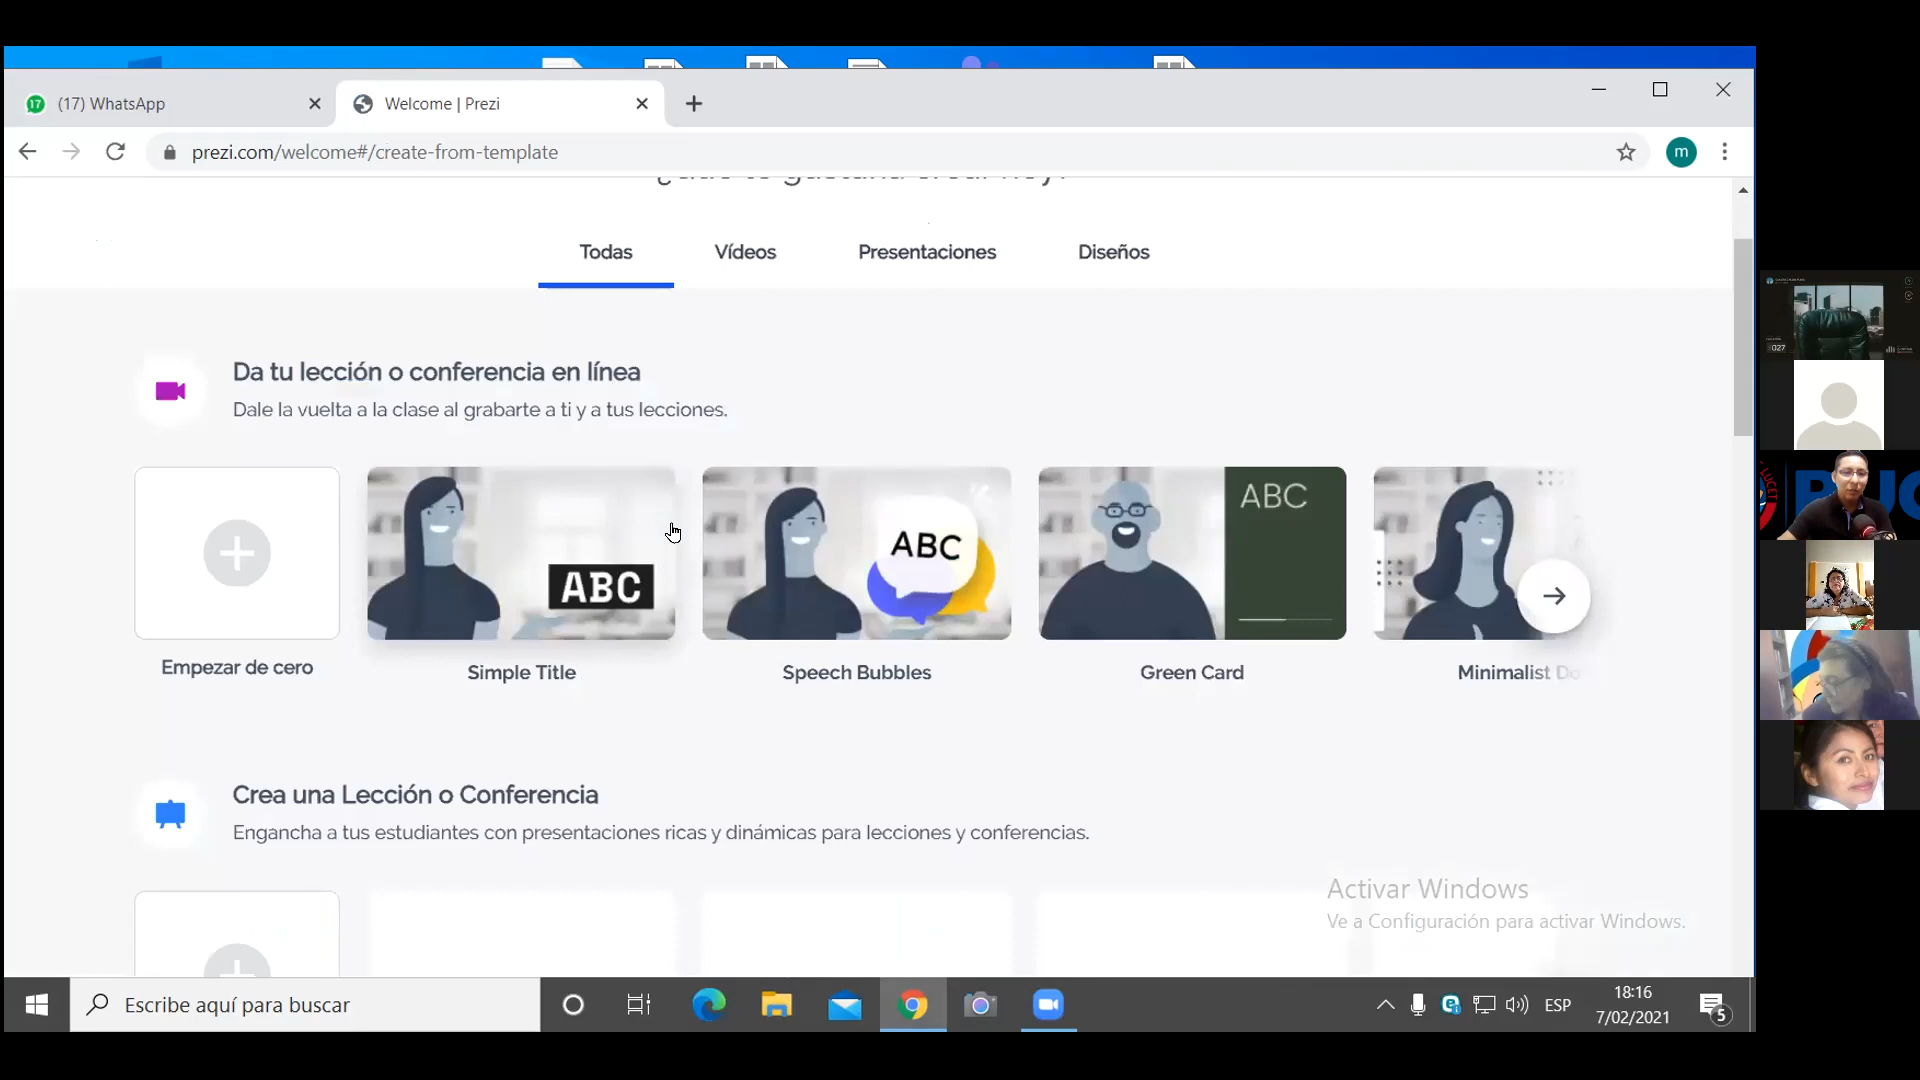 17 (17) WhatsApp
Welcome | Prezi
prezi.com/welcome#/create-from-template
m
Todas
Vídeos
Presentaciones
Diseños
Da tu lección o conferencia en línea
Dale la vuelta a la clase al grabarte a ti y a tus lecciones.
ABC
ABC
ABC
Empezar de cero
Simple Title
Speech Bubbles
Green Card
Minimalist
Crea una Lección o Conferencia
Engancha a tus estudiantes con presentaciones ricas y dinámicas para lecciones y conferencias.
Activar Windows
Ve a Configuración para activar Windows.
Escribe aquí para buscar
ESP
18:16
7/02/2021
5
027